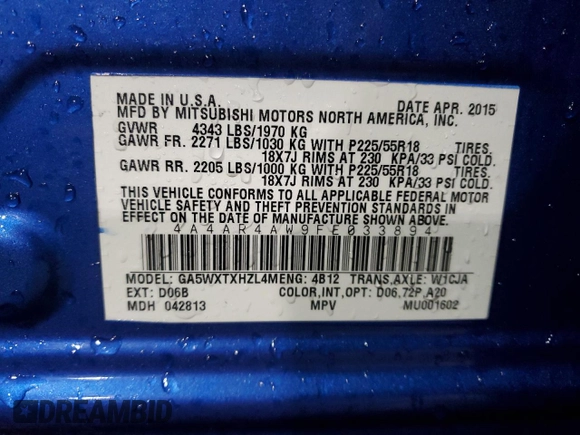 MADE IN U.S.A. DATE APR. 2015
MFD BY MITSUBISHI MOTORS NORTH AMERICA, INC.
GVWR 4343 LBS/1970 KG
GAWR FR. 2271 LBS/1030 KG WITH P225/55R18 TIRES.
18X7J RIMS AT 230 KPA/33 PSI COLD.
GAWR RR. 2205 LBS/1000 KG WITH P225/55R18 TIRES.
18X7J RIMS AT 230 KPA/33 PSI COLD.
THIS VEHICLE CONFORMS TO ALL APPLICABLE FEDERAL MOTOR
VEHICLE SAFETY AND THEFT PREVENTION STANDARDS IN
EFFECT ON THE DATE OF MANUFACTURE SHOWN ABOVE.
4A4AR4AW9FE033894
MODEL: GA5WXTXHZL4M ENG: 4B12 TRANS,AXLE: W1CJA
EXT: D06B COLOR,INT,OPT: D06,72P,A20
MDH 042813 MPV MU001602
DREAMBID